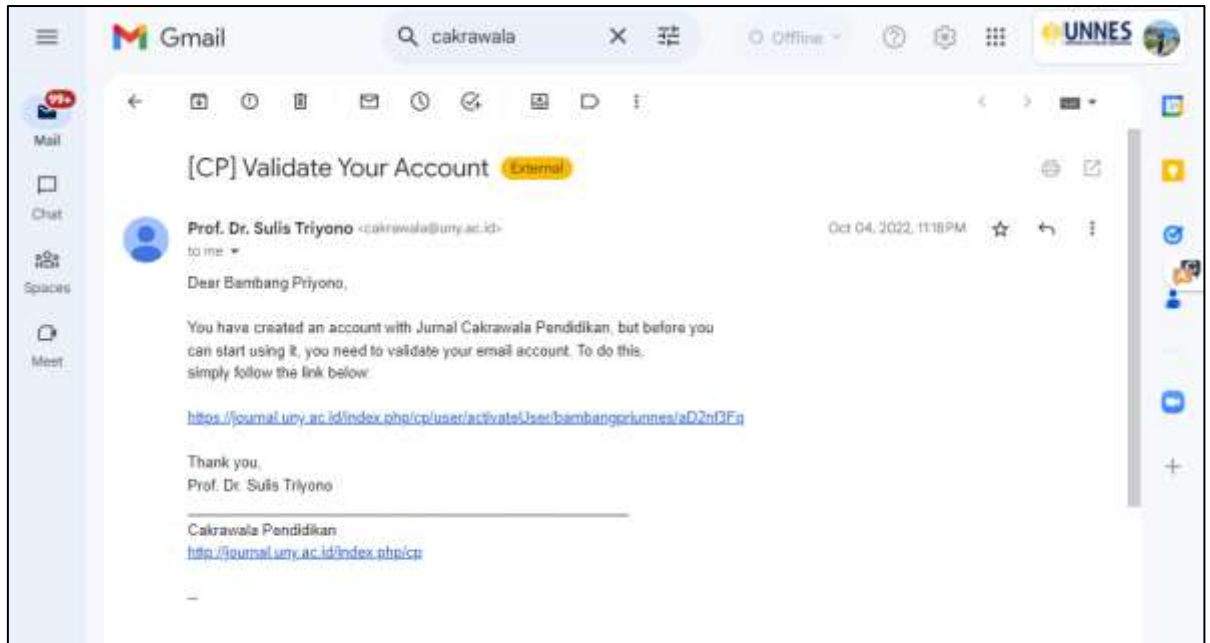 Gmail
cakrawala
Offline
UNNES
99+
Mail
Chat
Spaces
Meet
[CP] Validate Your Account External
Prof. Dr. Sulis Triyono <cakrawala@uny.ac.id>
Oct 04, 2022, 11:18 PM
to me
Dear Bambang Priyono,
You have created an account with Jurnal Cakrawala Pendidikan, but before you
can start using it, you need to validate your email account. To do this,
simply follow the link below:
https://journal.uny.ac.id/index.php/cp/user/activateUser/bambangpriunnes/aD2nf3Fq
Thank you,
Prof. Dr. Sulis Triyono
Cakrawala Pendidikan
http://journal.uny.ac.id/index.php/cp
--